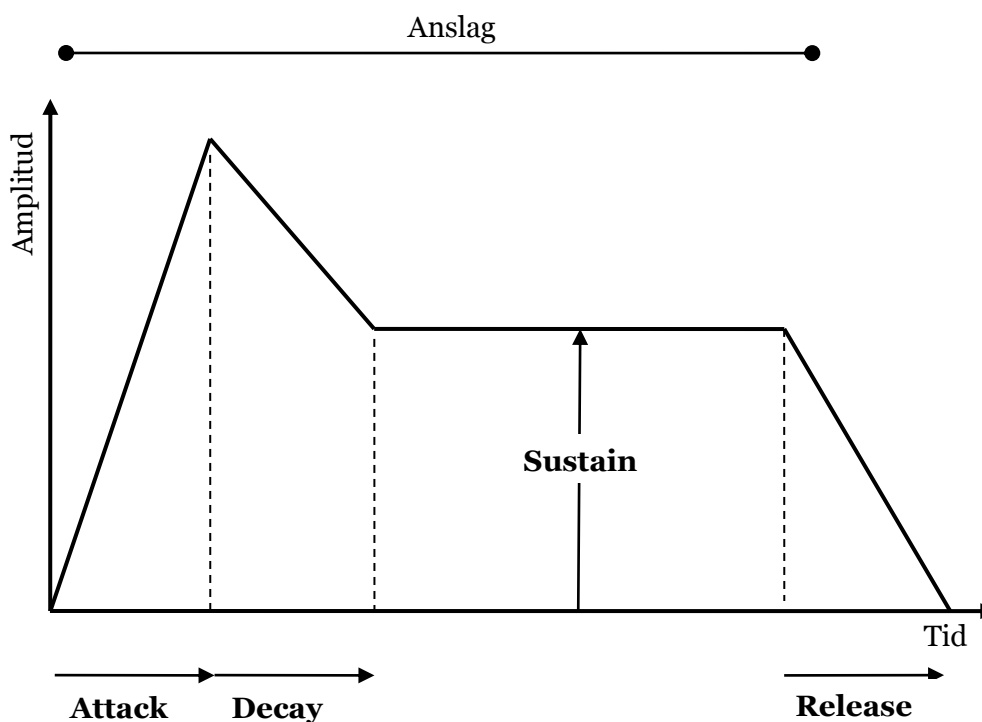 Anslag
Amplitud
Sustain
Tid
Attack
Decay
Release